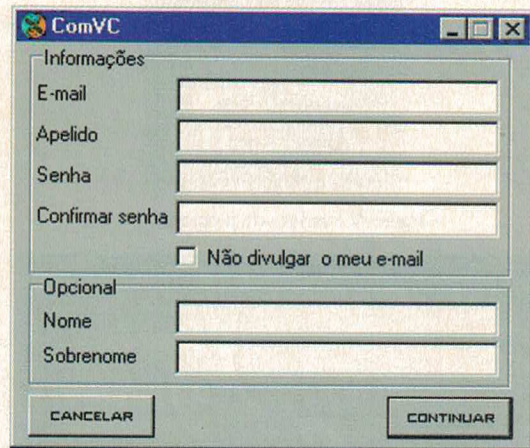 ComVC
Informações
E-mail
Apelido
Senha
Confirmar senha
Não divulgar o meu e-mail
Opcional
Nome
Sobrenome
CANCELAR
CONTINUAR